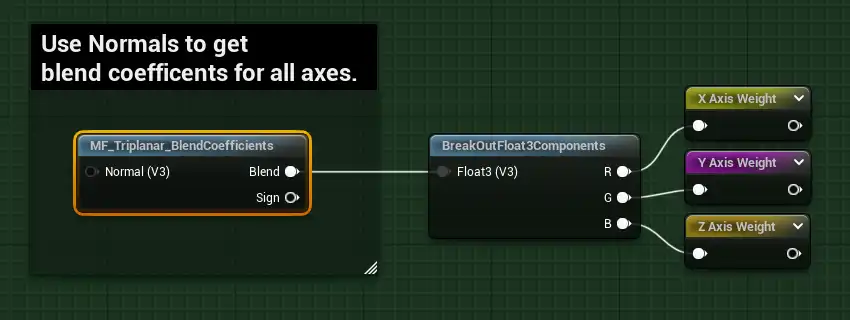 Use Normals to get
blend coefficents for all axes.
MF_Triplanar_BlendCoefficients
Normal (V3) Blend
Sign
BreakOutFloat3Components
Float3 (V3) R
G
B
X Axis Weight
Y Axis Weight
Z Axis Weight